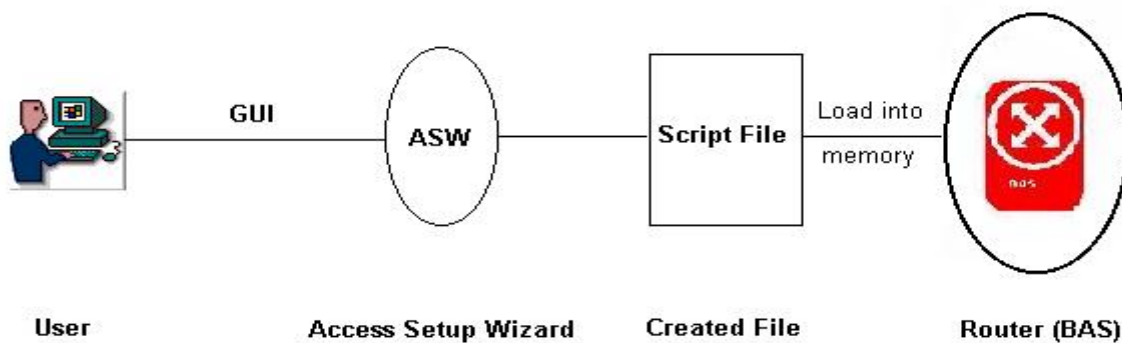 GUI
ASW
Script File
Load into
memory
User
Access Setup Wizard
Created File
Router (BAS)